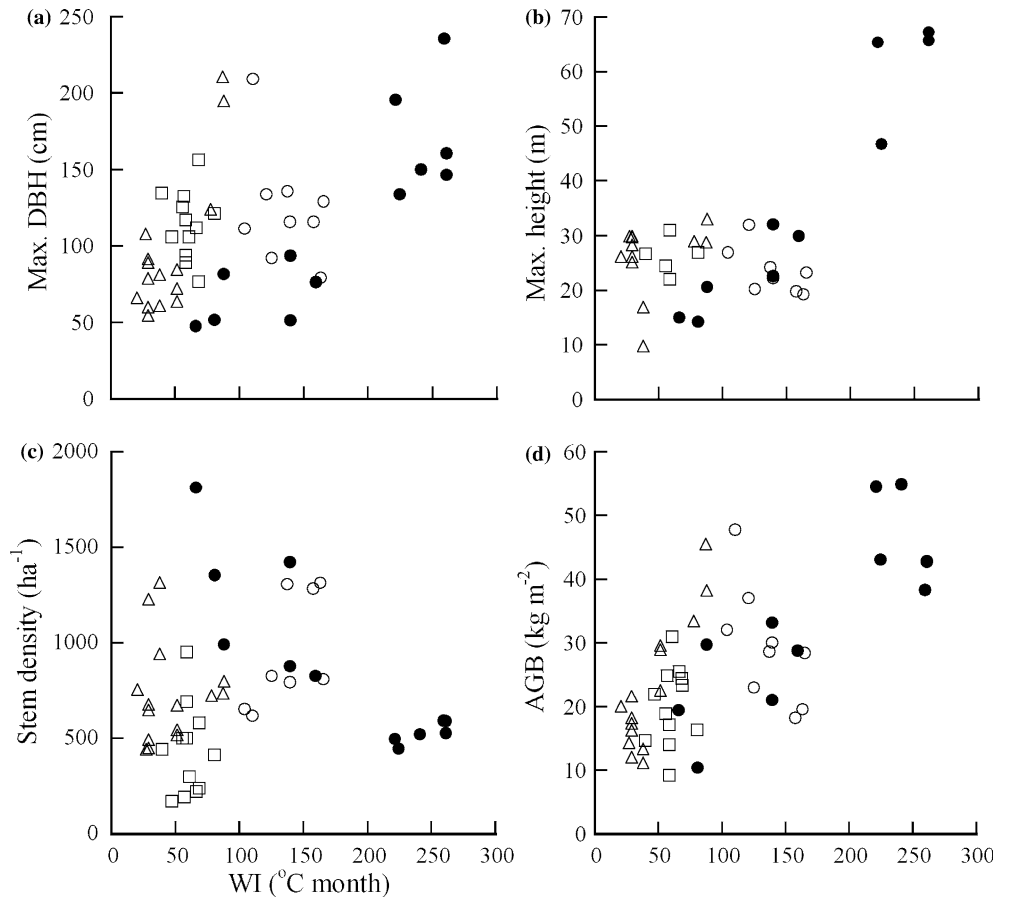 (a)
250
200
150
100
50
0
Max. DBH (cm)
(b)
70
60
50
40
30
20
10
0
Max. height (m)
(c)
2000
1500
1000
500
0
Stem density (ha⁻¹)
0 50 100 150 200 250 300
WI (°C month)
(d)
60
50
40
30
20
10
0
AGB (kg m⁻²)
0 50 100 150 200 250 300